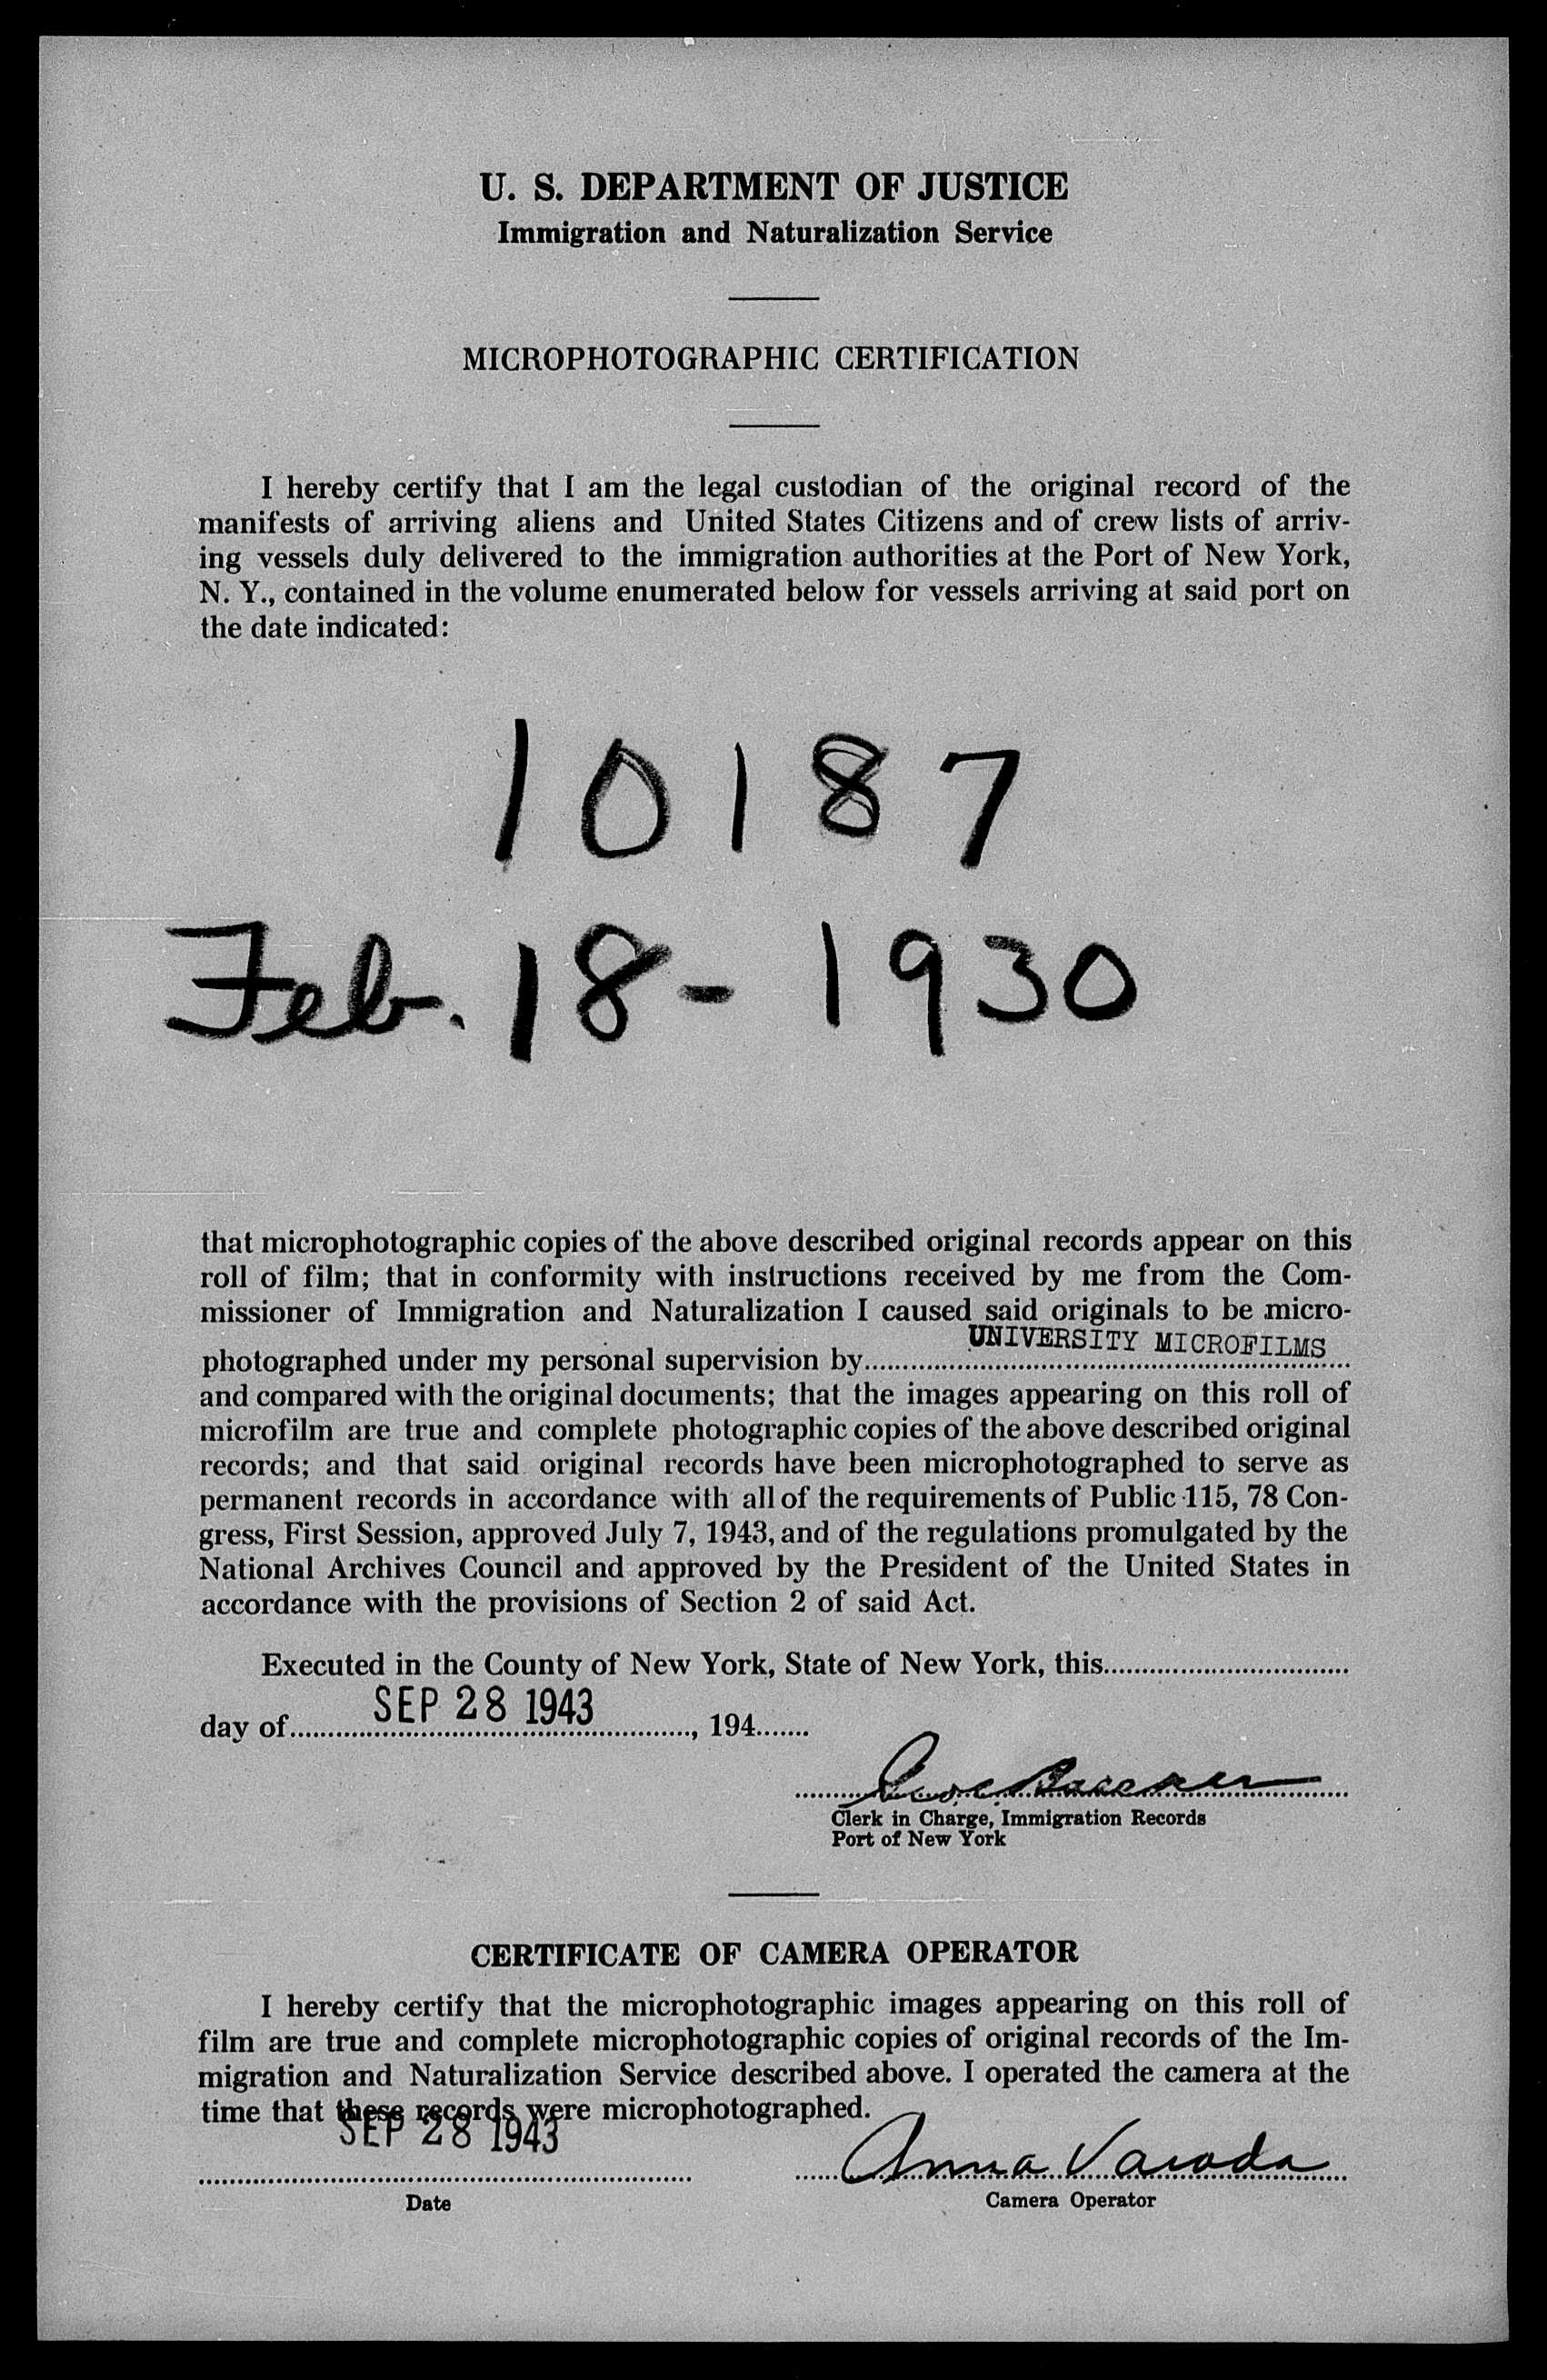 U. S. DEPARTMENT OF JUSTICE
Immigration and Naturalization Service
MICROPHOTOGRAPHIC CERTIFICATION
I hereby certify that I am the legal custodian of the original record of the
manifests of arriving aliens and United States Citizens and of crew lists of arriv-
ing vessels duly delivered to the immigration authorities at the Port of New York,
N. Y., contained in the volume enumerated below for vessels arriving at said port on
the date indicated:
10187
Feb. 18 - 1930
that microphotographic copies of the above described original records appear on this
roll of film; that in conformity with instructions received by me from the Com-
missioner of Immigration and Naturalization I caused said originals to be micro-
photographed under my personal supervision by UNIVERSITY MICROFILMS
and compared with the original documents; that the images appearing on this roll of
microfilm are true and complete photographic copies of the above described original
records; and that said original records have been microphotographed to serve as
permanent records in accordance with all of the requirements of Public 115, 78 Con-
gress, First Session, approved July 7, 1943, and of the regulations promulgated by the
National Archives Council and approved by the President of the United States in
accordance with the provisions of Section 2 of said Act.
Executed in the County of New York, State of New York, this
day of SEP 28 1943, 194
Clerk in Charge, Immigration Records
Port of New York
CERTIFICATE OF CAMERA OPERATOR
I hereby certify that the microphotographic images appearing on this roll of
film are true and complete microphotographic copies of original records of the Im-
migration and Naturalization Service described above. I operated the camera at the
time that these records were microphotographed.
SEP 28 1943 Anna
Date Camera Operator